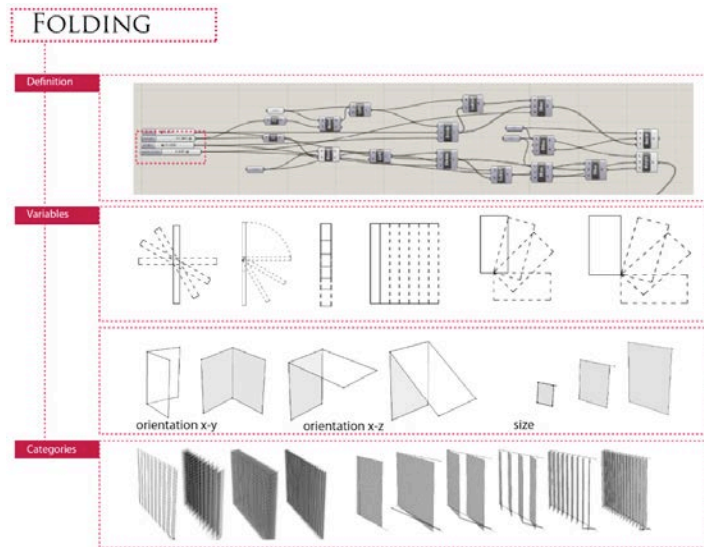 FOLDING
Definition
Variables
orientation x-y
orientation x-z
size
Categories